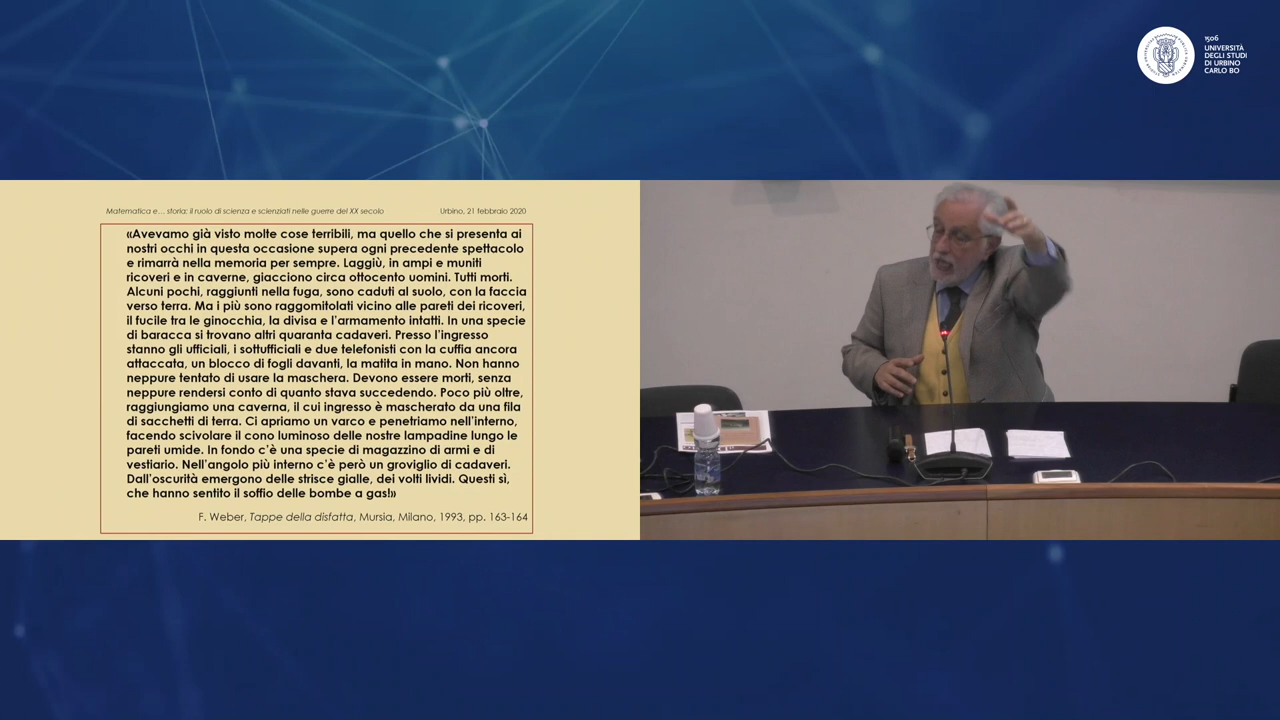 1506
UNIVERSITÀ
DEGLI STUDI
DI URBINO
CARLO BO
Matematica e... storia: il ruolo di scienza e scienziati nelle guerre del XX secolo
Urbino, 21 febbraio 2020
«Avevamo già visto molte cose terribili, ma quello che si presenta ai
nostri occhi in questa occasione supera ogni precedente spettacolo
e rimarrà nella memoria per sempre. Laggiù, in ampi e muniti
ricoveri e in caverne, giacciono circa ottocento uomini. Tutti morti.
Alcuni pochi, raggiunti nella fuga, sono caduti al suolo, con la faccia
verso terra. Ma i più sono raggomitolati vicino alle pareti dei ricoveri,
il fucile tra le ginocchia, la divisa e l'armamento intatti. In una specie
di baracca si trovano altri quaranta cadaveri. Presso l'ingresso
stanno gli ufficiali, i sottufficiali e due telefonisti con la cuffia ancora
attaccata, un blocco di fogli davanti, la matita in mano. Non hanno
neppure tentato di usare la maschera. Devono essere morti, senza
neppure rendersi conto di quanto stava succedendo. Poco più oltre,
raggiungiamo una caverna, il cui ingresso è mascherato da una fila
di sacchetti di terra. Ci apriamo un varco e penetriamo nell'interno,
facendo scivolare il cono luminoso delle nostre lampadine lungo le
pareti umide. In fondo c'è una specie di magazzino di armi e di
vestiario. Nell'angolo più interno c'è però un groviglio di cadaveri.
Dall'oscurità emergono delle strisce gialle, dei volti lividi. Questi sì,
che hanno sentito il soffio delle bombe a gas!»
F. Weber, Tappe della disfatta, Mursia, Milano, 1993, pp. 163-164